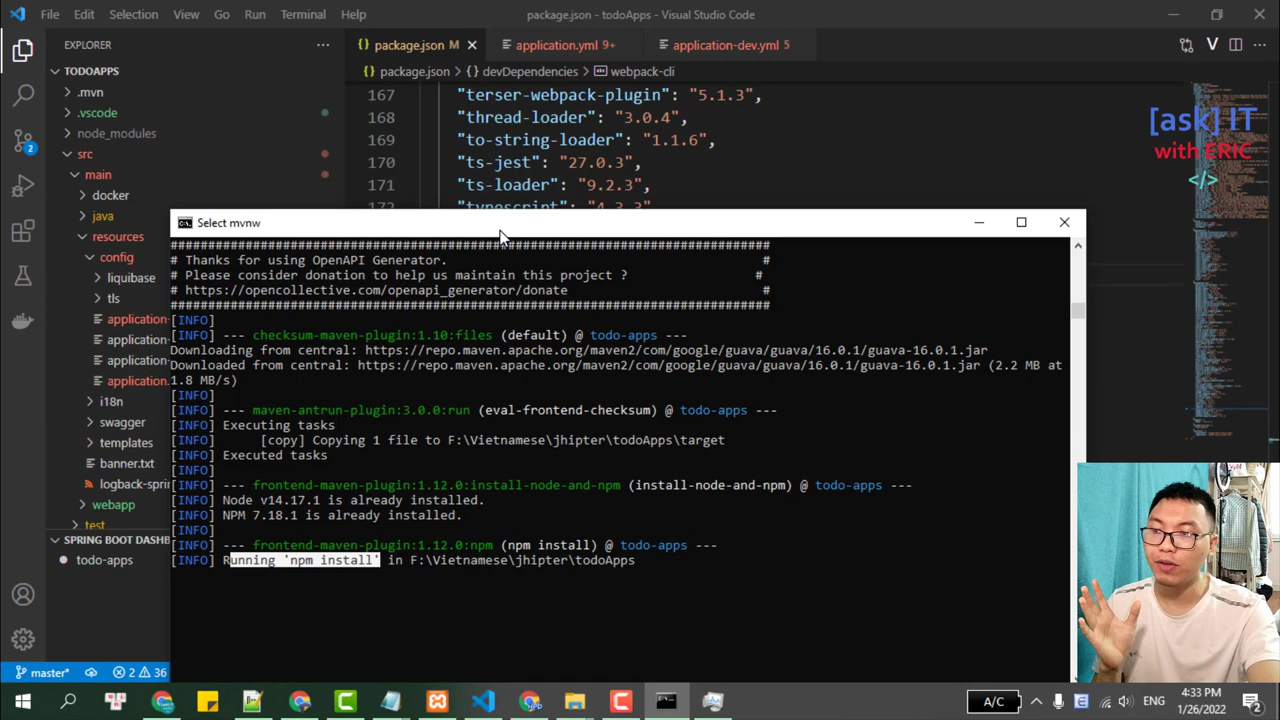 File Edit Selection View Go Run Terminal Help
package.json - todoApps - Visual Studio Code
EXPLORER
package.json M
application.yml 9+
application-dev.yml 5
TODOAPPS
package.json > {} devDependencies > webpack-cli
.mvn
.vscode
node_modules
src
main
docker
java
resources
config
liquibase
tls
application
application
application
application
i18n
swagger
templates
banner.txt
logback-sprin
webapp
test
SPRING BOOT DASHB
todo-apps
167 "terser-webpack-plugin": "5.1.3",
168 "thread-loader": "3.0.4",
169 "to-string-loader": "1.1.6",
170 "ts-jest": "27.0.3",
171 "ts-loader": "9.2.3",
172 "typescript": "4.3.3"
[ask] IT
with ERIC
</>
Select mvnw
################################################################################
# Thanks for using OpenAPI Generator. #
# Please consider donation to help us maintain this project ? #
# https://opencollective.com/openapi_generator/donate #
################################################################################
[INFO]
[INFO] --- checksum-maven-plugin:1.10:files (default) @ todo-apps ---
Downloading from central: https://repo.maven.apache.org/maven2/com/google/guava/guava/16.0.1/guava-16.0.1.jar
Downloaded from central: https://repo.maven.apache.org/maven2/com/google/guava/guava/16.0.1/guava-16.0.1.jar (2.2 MB at
1.8 MB/s)
[INFO]
[INFO] --- maven-antrun-plugin:3.0.0:run (eval-frontend-checksum) @ todo-apps ---
[INFO] Executing tasks
[INFO] [copy] Copying 1 file to F:\Vietnamese\jhipter\todoApps\target
[INFO] Executed tasks
[INFO]
[INFO] --- frontend-maven-plugin:1.12.0:install-node-and-npm (install-node-and-npm) @ todo-apps ---
[INFO] Node v14.17.1 is already installed.
[INFO] NPM 7.18.1 is already installed.
[INFO]
[INFO] --- frontend-maven-plugin:1.12.0:npm (npm install) @ todo-apps ---
[INFO] Running 'npm install' in F:\Vietnamese\jhipter\todoApps
master* 2 36
A/C
ENG
4:33 PM
1/26/2022
2